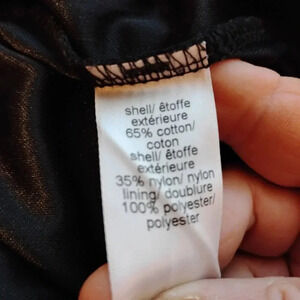 shell/ étoffe
extérieure
65% cotton/
coton
shell/ étoffe
extérieure
35% nylon/ nylon
lining/ doublure
100% polyester/
polyester